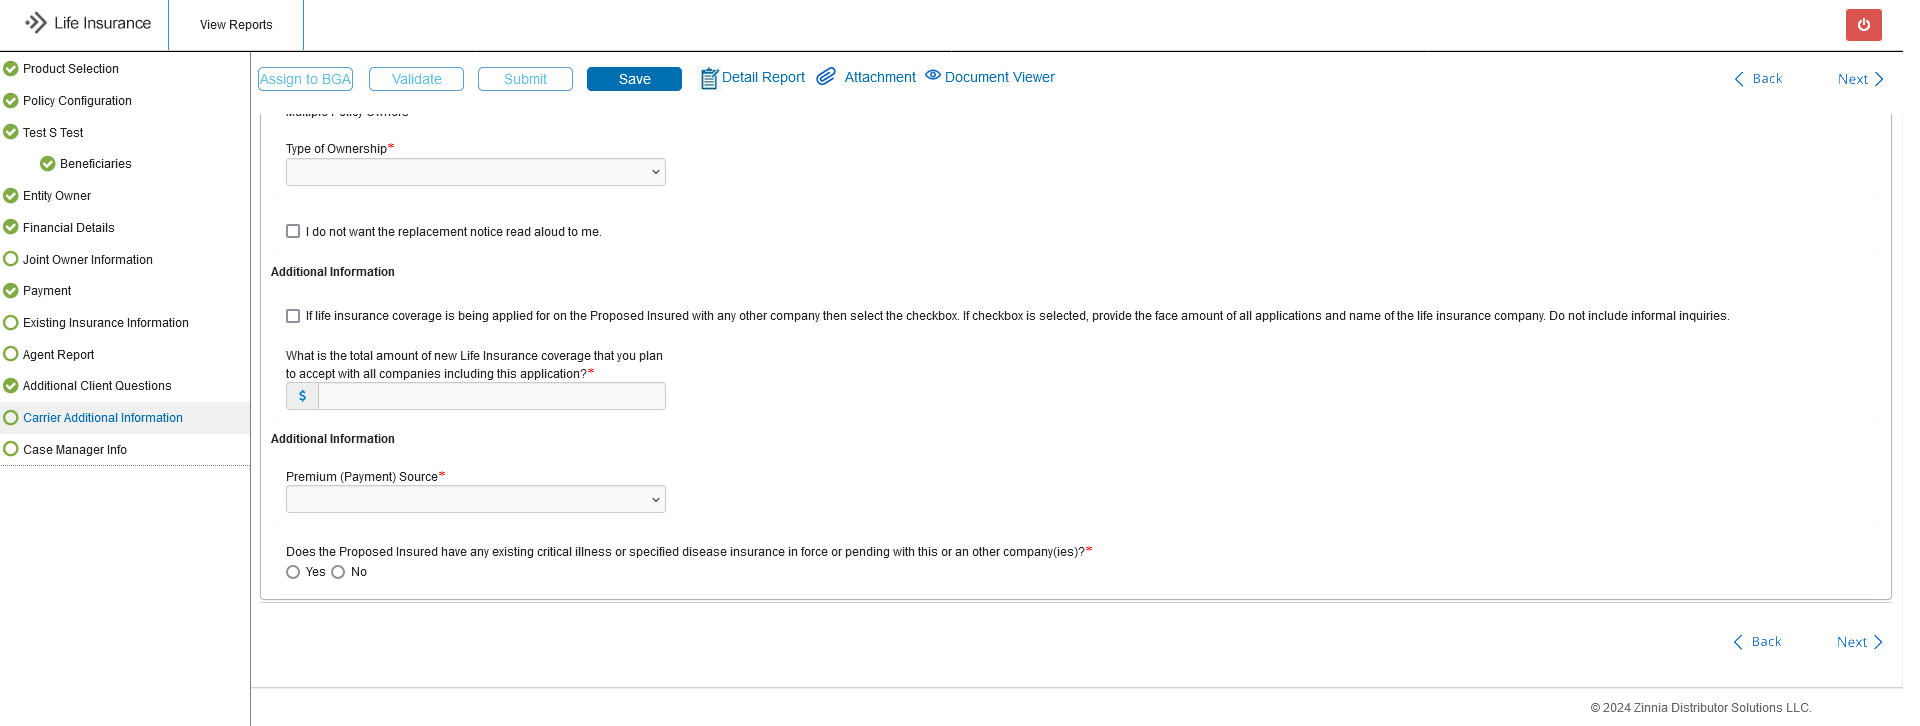 Life Insurance
View Reports
Product Selection
Policy Configuration
Test S Test
Beneficiaries
Entity Owner
Financial Details
Joint Owner Information
Payment
Existing Insurance Information
Agent Report
Additional Client Questions
Carrier Additional Information
Case Manager Info
Assign to BGA
Validate
Submit
Save
Detail Report
Attachment
Document Viewer
Back
Next
Multiple Policy Owners
Type of Ownership*
I do not want the replacement notice read aloud to me.
Additional Information
If life insurance coverage is being applied for on the Proposed Insured with any other company then select the checkbox. If checkbox is selected, provide the face amount of all applications and name of the life insurance company. Do not include informal inquiries.
What is the total amount of new Life Insurance coverage that you plan
to accept with all companies including this application?*
$
Additional Information
Premium (Payment) Source*
Does the Proposed Insured have any existing critical illness or specified disease insurance in force or pending with this or an other company(ies)?*
Yes No
Back
Next
© 2024 Zinnia Distributor Solutions LLC.